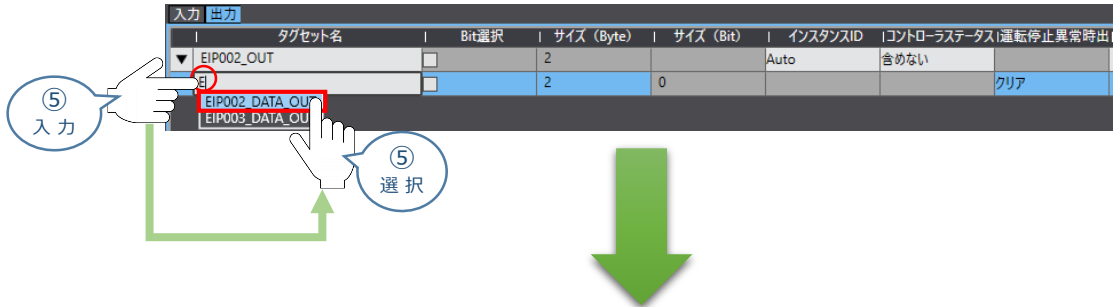 入力 出力
タグセット名 Bit選択 サイズ (Byte) サイズ (Bit) インスタンスID コントローラステータス 運転停止異常時出
▼ EIP002_OUT 2 Auto 含めない
E 2 0 クリア
EIP002_DATA_OUT
EIP003_DATA_OU
⑤
入力
⑤
選択